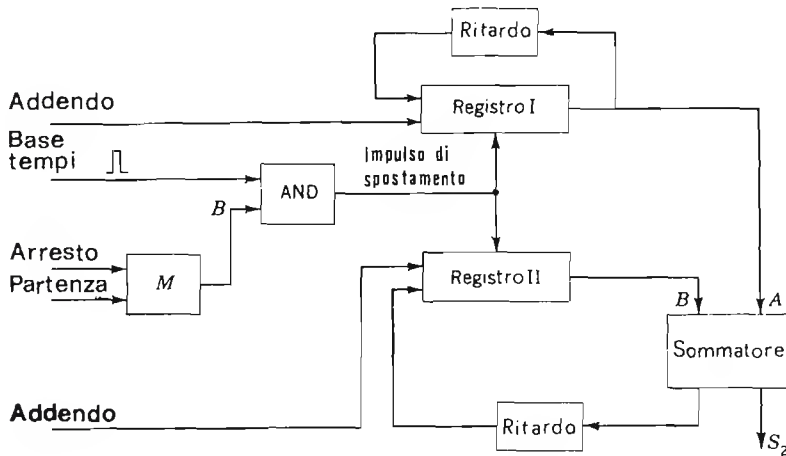 Ritardo
Addendo
Registro I
Base
tempi
Impulso di
spostamento
AND
B
Arresto
Partenza
M
Registro II
B
A
Sommatore
Addendo
Ritardo
S2